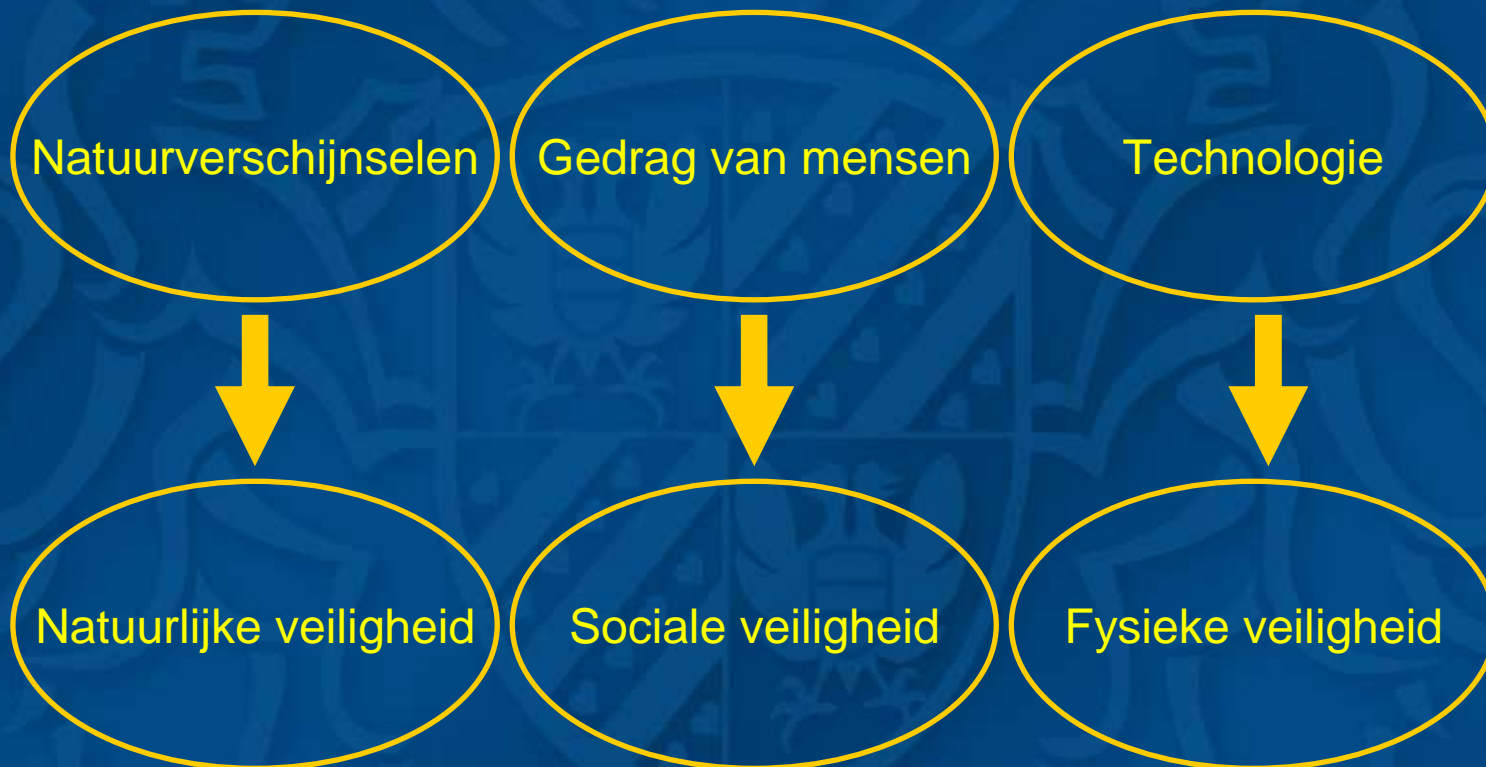 Natuurverschijnselen
Gedrag van mensen
Technologie
Natuurlijke veiligheid
Sociale veiligheid
Fysieke veiligheid